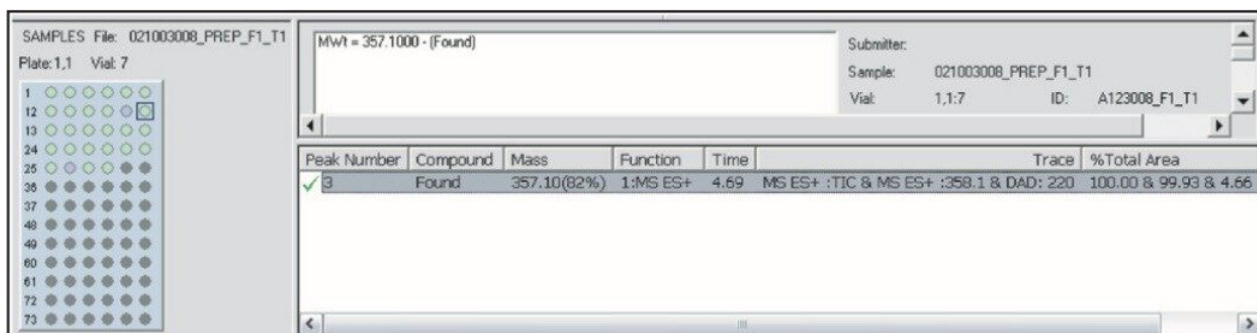 SAMPLES File: 021003008_PREP_F1_T1
Plate: 1,1 Vial: 7
1
12
13
24
25
36
37
48
49
60
61
72
73
MWt = 357.1000 - (Found)
Submitter:
Sample: 021003008_PREP_F1_T1
Vial: 1,1:7 ID: A123008_F1_T1
Peak Number Compound Mass Function Time Trace %Total Area
3 Found 357.10(82%) 1:MS ES+ 4.69 MS ES+ :TIC & MS ES+ :358.1 & DAD: 220 100.00 & 99.93 & 4.66